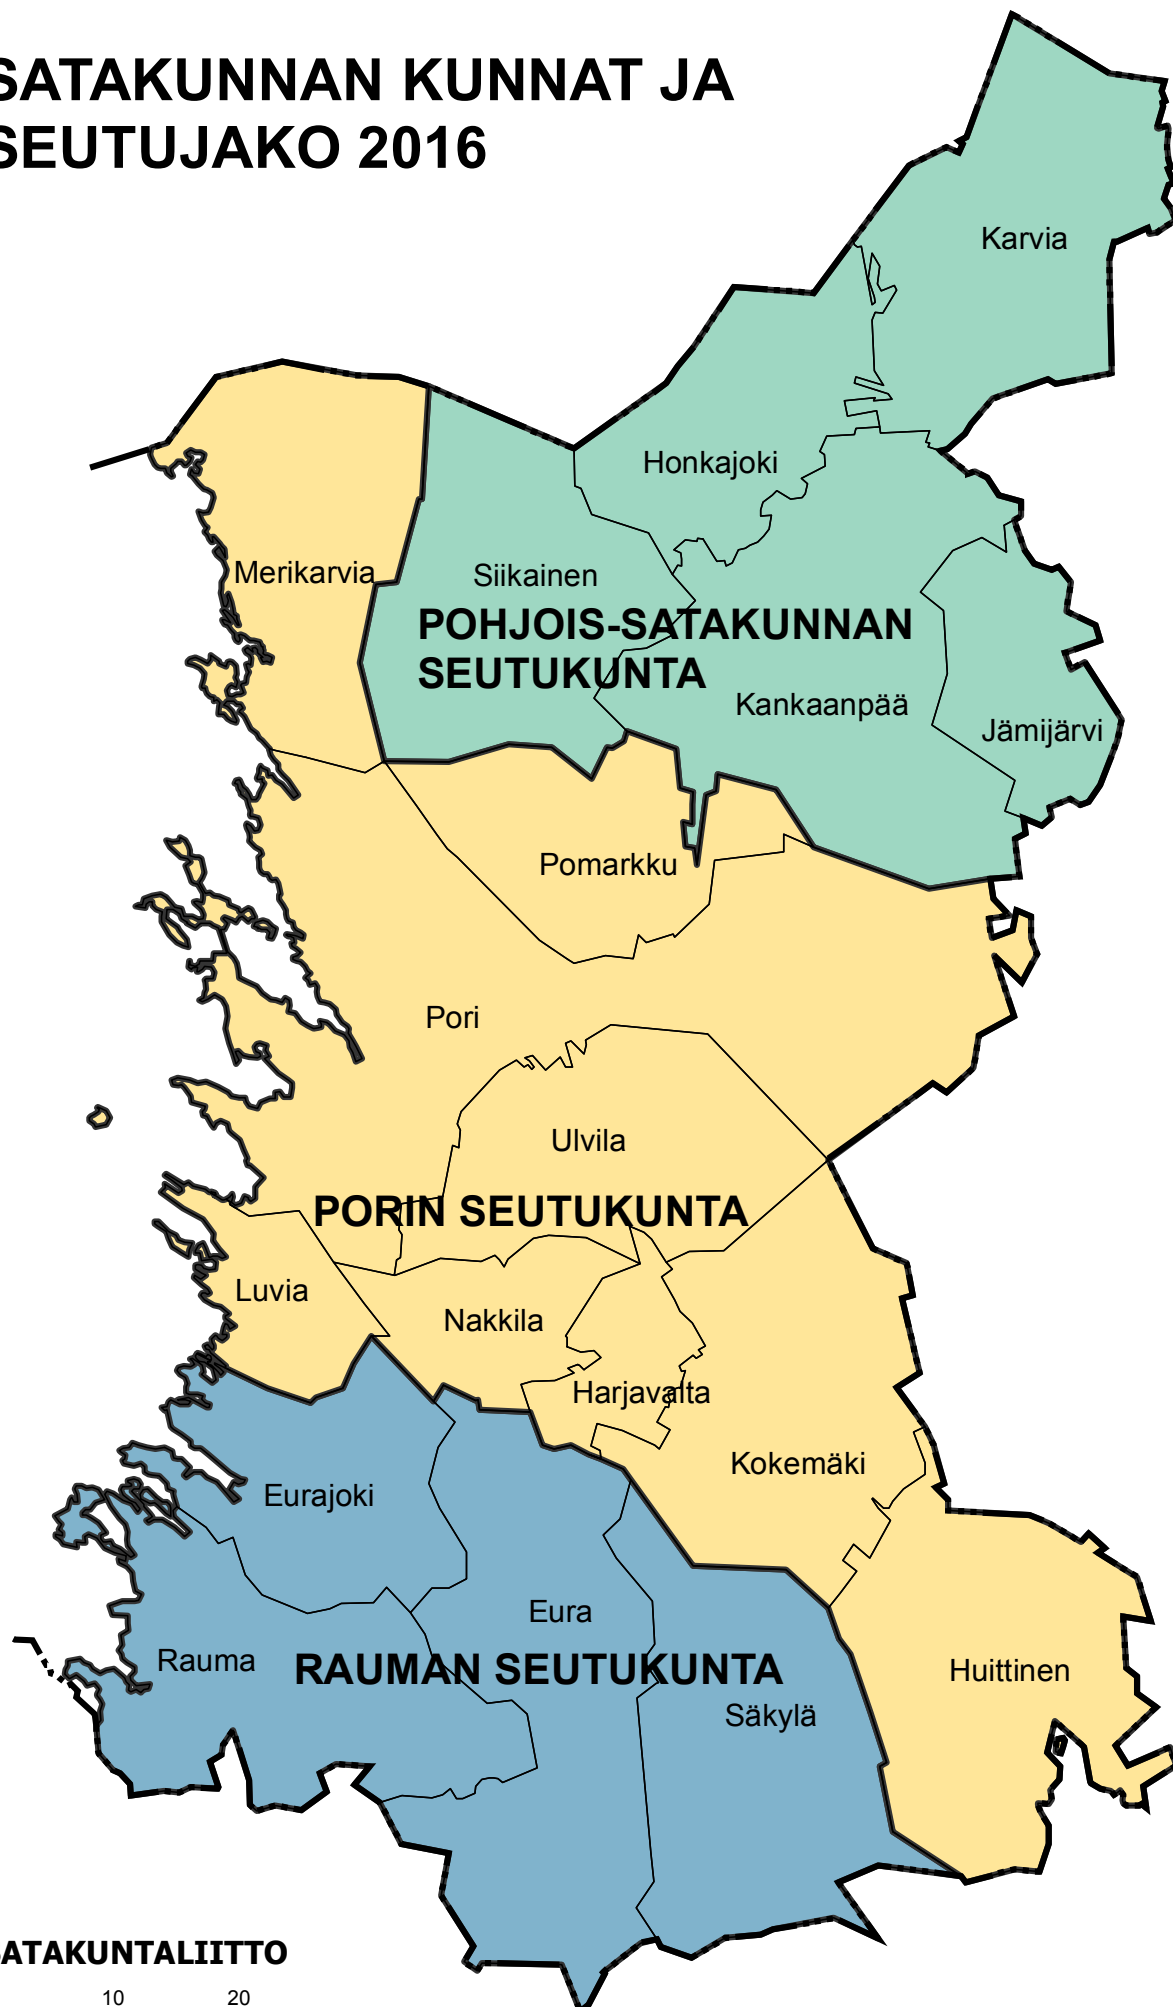 SATAKUNNAN KUNNAT JA
SEUTUJAKO 2016
Karvia
Honkajoki
Merikarvia
Siikainen
POHJOIS-SATAKUNNAN
SEUTUKUNTA
Kankaanpää
Jämijärvi
Pomarkku
Pori
Ulvila
PORIN SEUTUKUNTA
Luvia
Nakkila
Harjavalta
Kokemäki
Eurajoki
Eura
Rauma
RAUMAN SEUTUKUNTA
Huittinen
Säkylä
SATAKUNTALIITTO
10 20